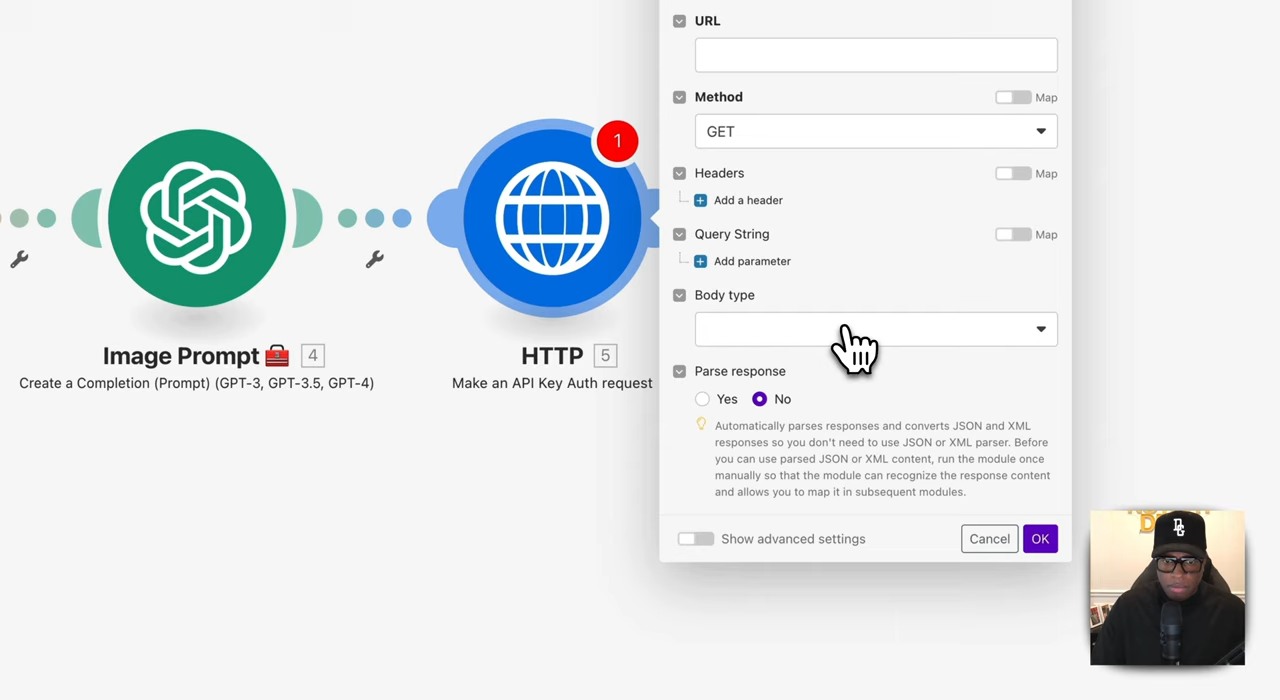 URL
Method
Map
GET
Headers
Map
Add a header
Query String
Map
Add parameter
Body type
Parse response
Yes
No
Automatically parses responses and converts JSON and XML
responses so you don't need to use JSON or XML parser. Before
you can use parsed JSON or XML content, run the module once
manually so that the module can recognize the response content
and allows you to map it in subsequent modules.
Show advanced settings
Cancel
OK
1
Image Prompt 🧰 4
Create a Completion (Prompt) (GPT-3, GPT-3.5, GPT-4)
HTTP 5
Make an API Key Auth request